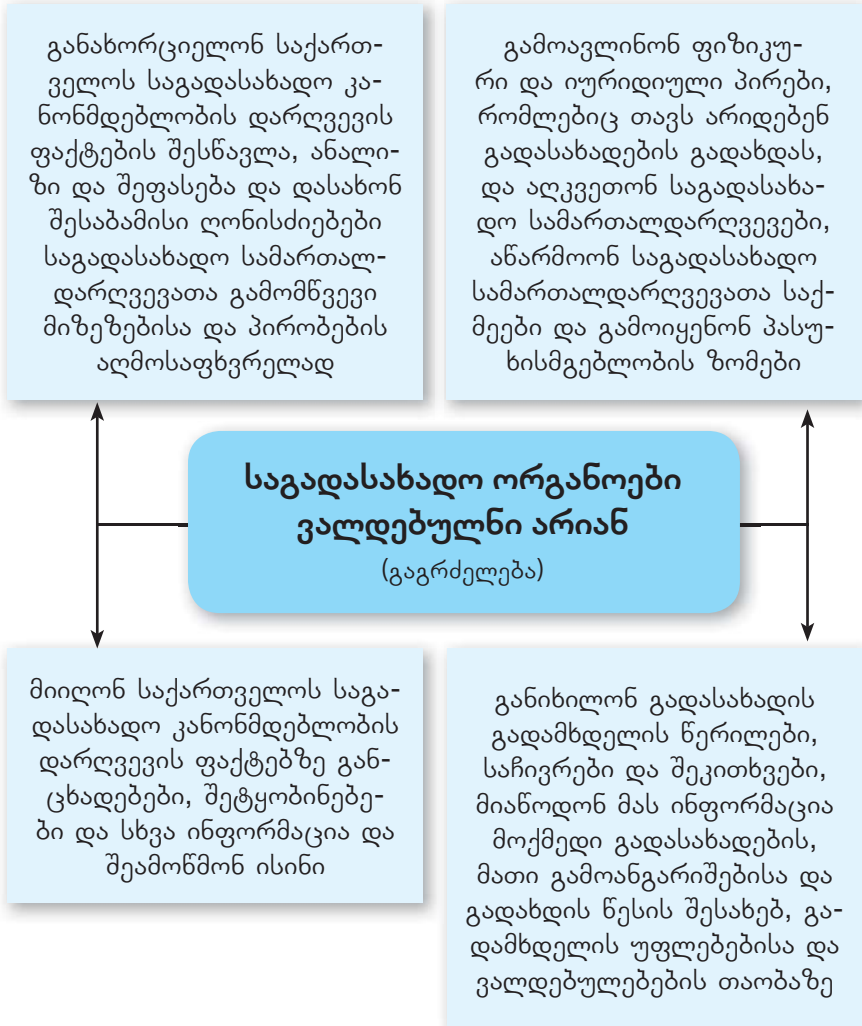 განახორციელონ საქართ-
ველოს საგადასახადო კა-
ნონმდებლობის დარღვევის
ფაქტების შესწავლა, ანალი-
ზი და შეფასება და დასახონ
შესაბამისი ღონისძიებები
საგადასახადო სამართალ-
დარღვევათა გამომწვევი
მიზეზებისა და პირობების
აღმოსაფხვრელად
გამოავლინონ ფიზიკუ-
რი და იურიდიული პირები,
რომლებიც თავს არიდებენ
გადასახადების გადახდას,
და აღკვეთონ საგადასახა-
დო სამართალდარღვევები,
აწარმოონ საგადასახადო
სამართალდარღვევათა საქ-
მეები და გამოიყენონ პასუ-
ხისმგებლობის ზომები
საგადასახადო ორგანოები
ვალდებულნი არიან
(გაგრძელება)
მიიღონ საქართველოს საგა-
დასახადო კანონმდებლობის
დარღვევის ფაქტებზე გან-
ცხადებები, შეტყობინებე-
ბი და სხვა ინფორმაცია და
შეამოწმონ ისინი
განიხილონ გადასახადის
გადამხდელის წერილები,
საჩივრები და შეკითხვები,
მიაწოდონ მას ინფორმაცია
მოქმედი გადასახადების,
მათი გამოანგარიშებისა და
გადახდის წესის შესახებ, გა-
დამხდელის უფლებებისა და
ვალდებულებების თაობაზე